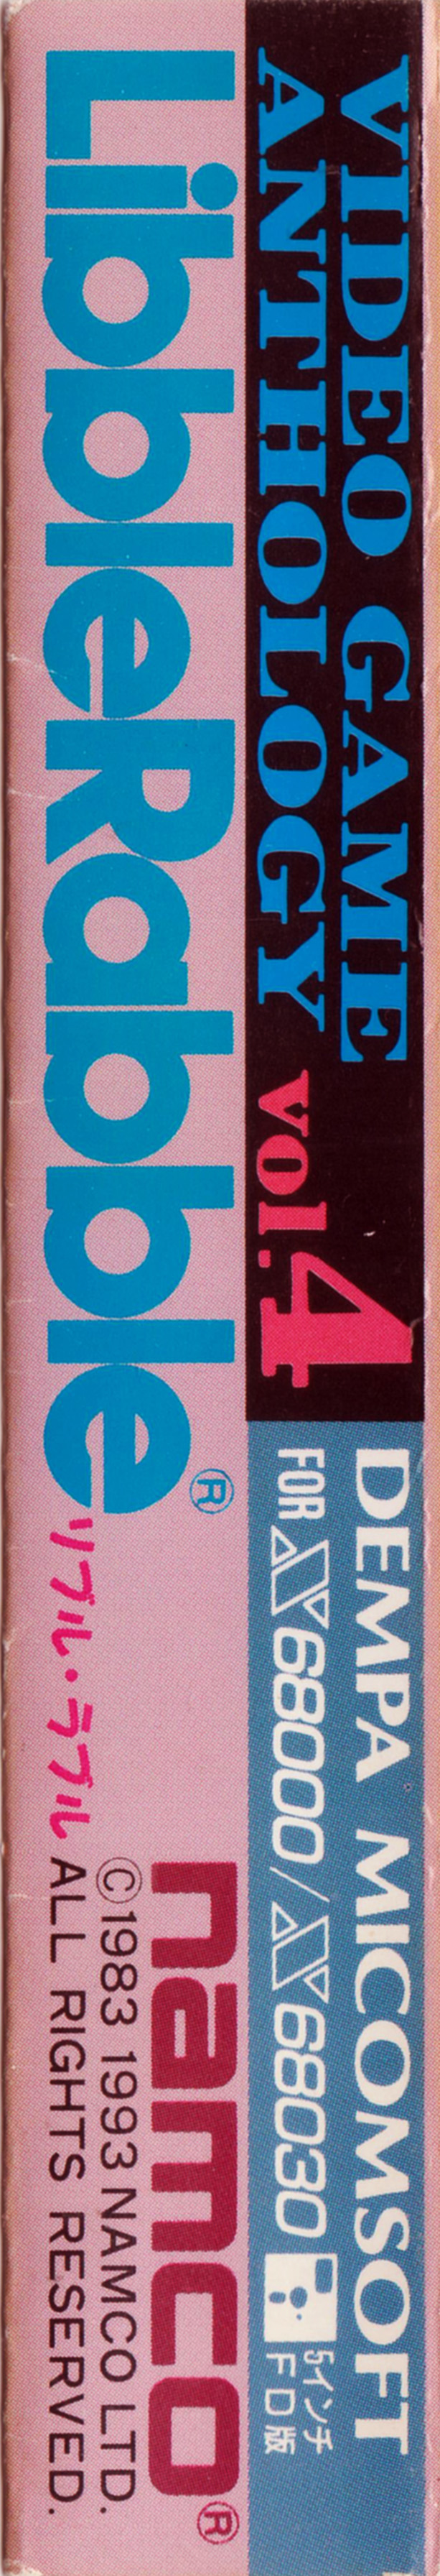 VIDEO GAME
ANTHOLOGY vol.4
DEMPA MICOMSOFT
FOR X68000/X68030 5インチ
FD版
LibbleRabble®
リブル・ラブル
namco®
©1983 1993 NAMCO LTD.
ALL RIGHTS RESERVED.